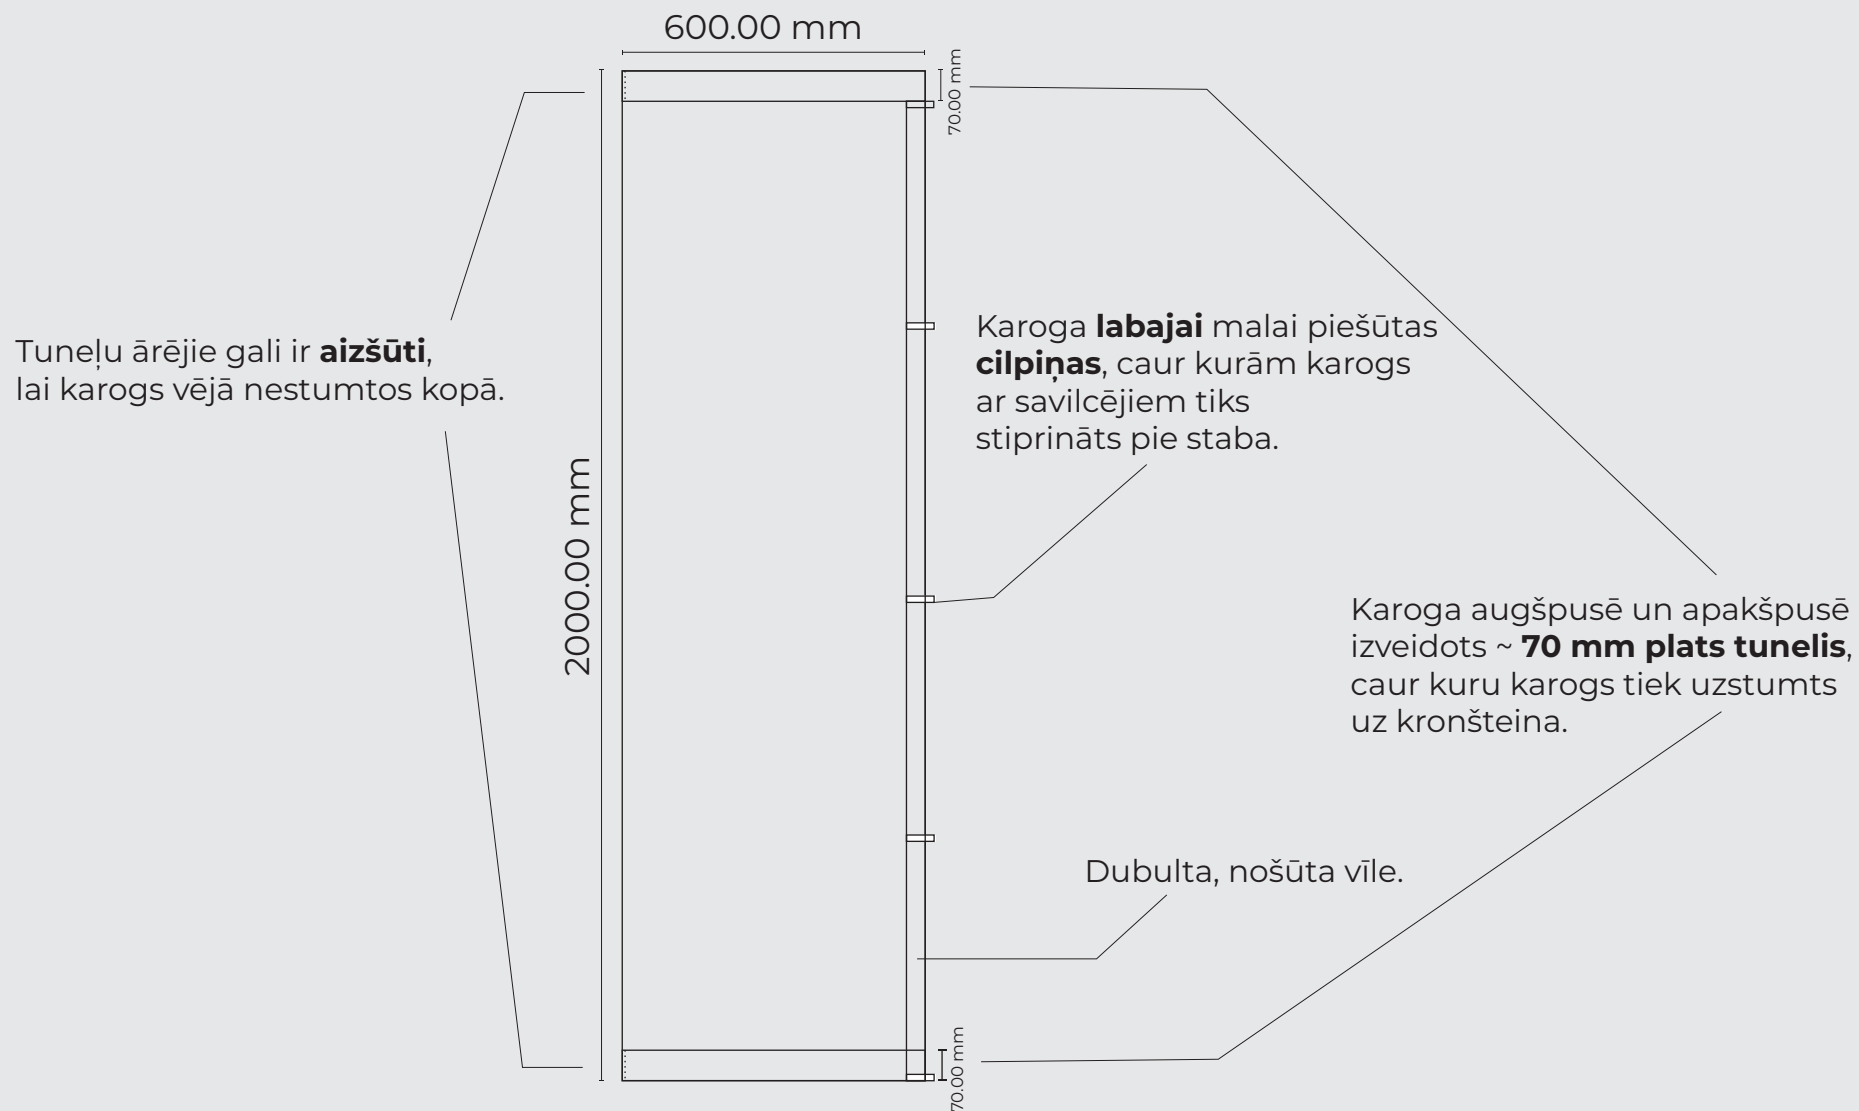 600.00 mm
70.00 mm
Tuneļu ārējie gali ir aizšūti,
lai karogs vējā nestumtos kopā.
2000.00 mm
Karoga labajai malai piešūtas
cilpiņas, caur kurām karogs
ar savilcējiem tiks
stiprināts pie staba.
Karoga augšpusē un apakšpusē
izveidots ~ 70 mm plats tunelis,
caur kuru karogs tiek uzstumts
uz kronšteina.
Dubulta, nošūta vīle.
70.00 mm